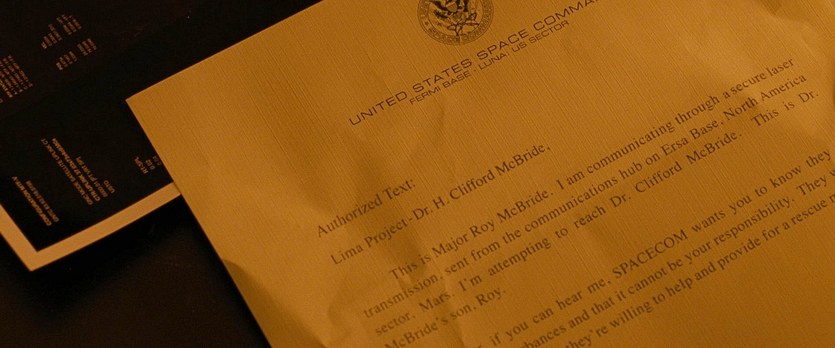 UNITED STATES SPACE COMMA
FERMI BASE - LUNA: US SECTOR
Authorized Text:
Lima Project- Dr. H. Clifford McBride,
This is Major Roy McBride. I am communicating through a secure laser
transmission, sent from the communications hub on Ersa Base, North America
sector, Mars. I'm attempting to reach Dr. Clifford McBride. This is Dr.
McBride's son, Roy.
, if you can hear me, SPACECOM wants you to know they
bances and that it cannot be your responsibility. They w
they're willing to help and provide for a rescue m